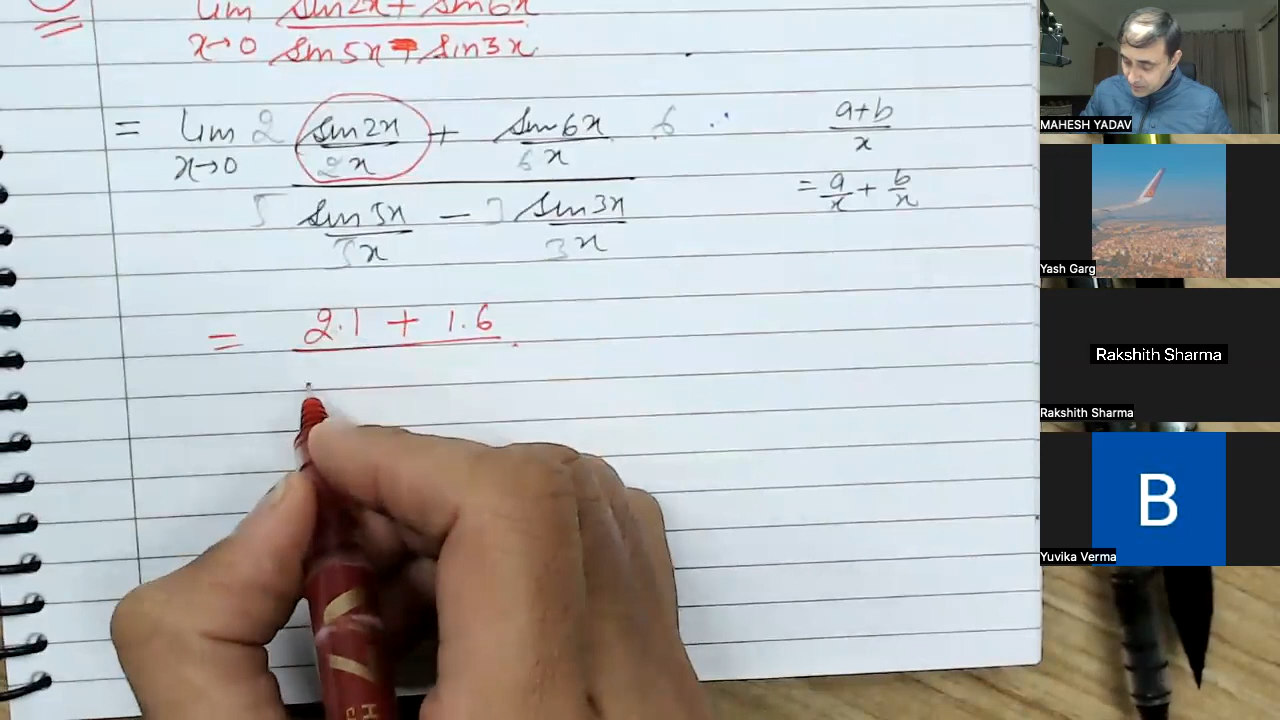 lim sin2x + sin6x
x→0 sin5x - sin3x
= lim 2 sin2x + sin6x . 6 ∵
x→0 2x 6x
5 sin5x - 3 sin3x
5x 3x
a+b
x
= a + b
x x
= 2.1 + 1.6
MAHESH YADAV
Yash Garg
Rakshith Sharma
Rakshith Sharma
B
Yuvika Verma